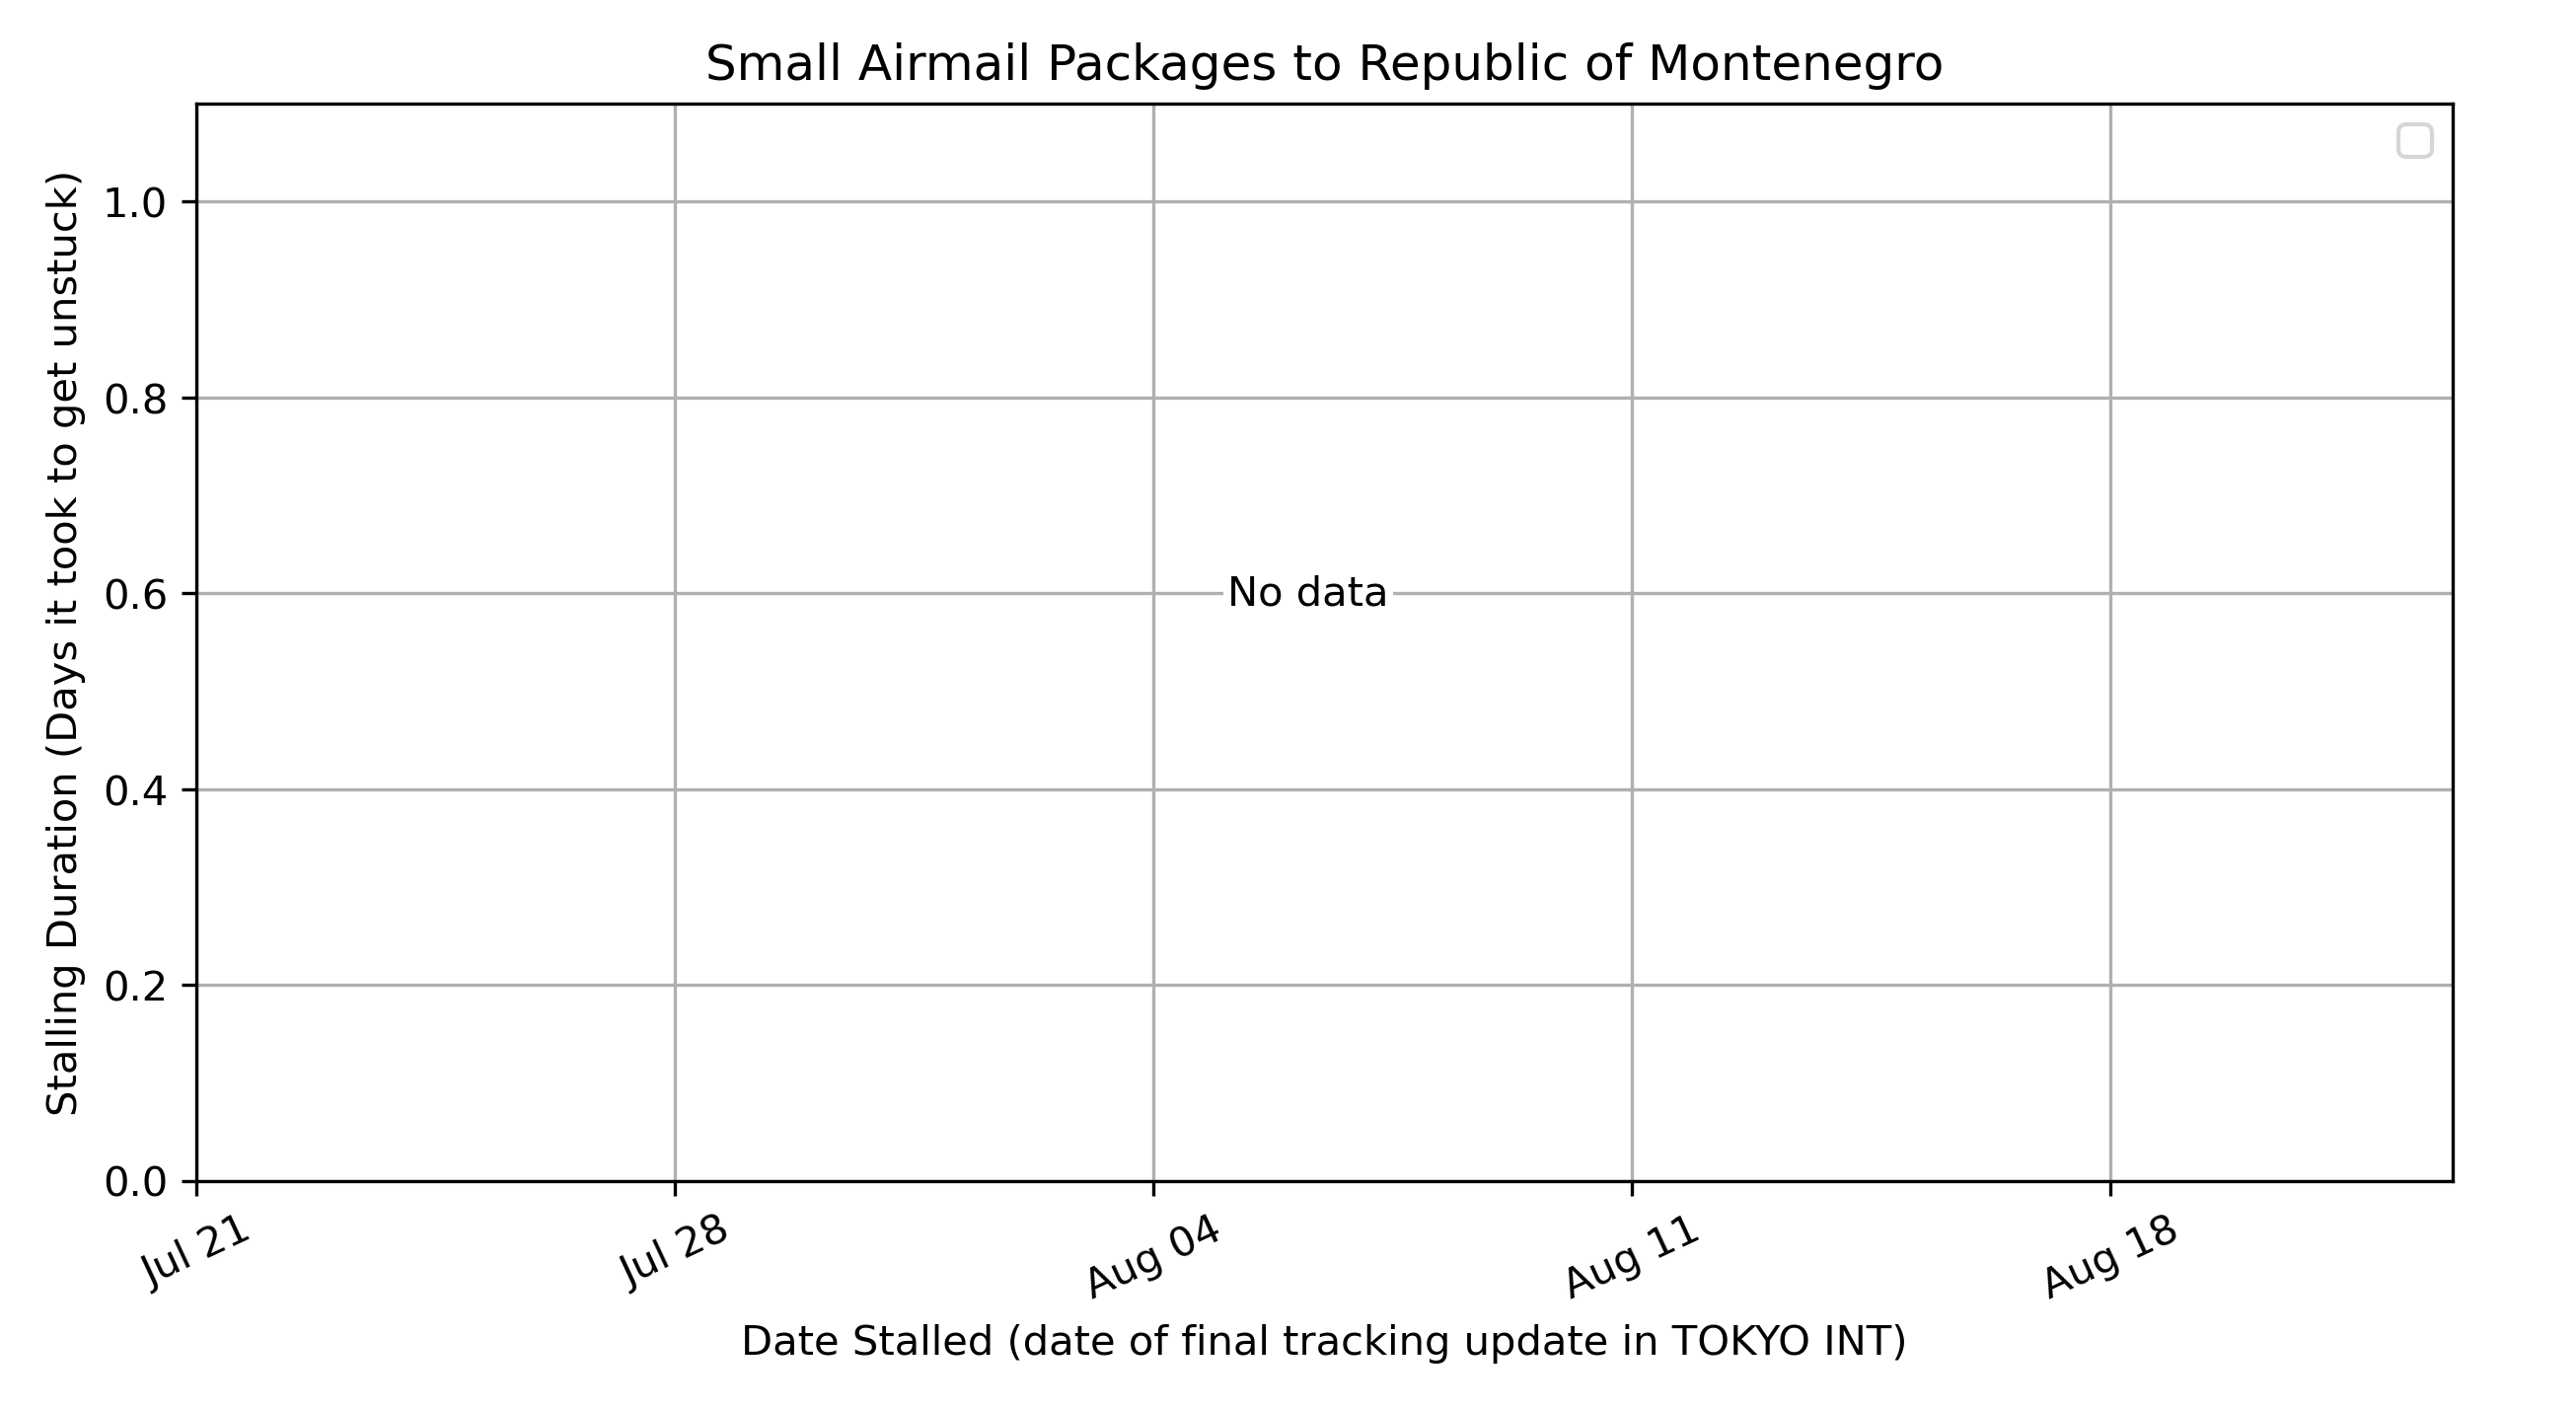 Small Airmail Packages to Republic of Montenegro
Stalling Duration (Days it took to get unstuck)
1.0
0.8
0.6
0.4
0.2
0.0
No data
Jul 21
Jul 28
Aug 04
Aug 11
Aug 18
Date Stalled (date of final tracking update in TOKYO INT)